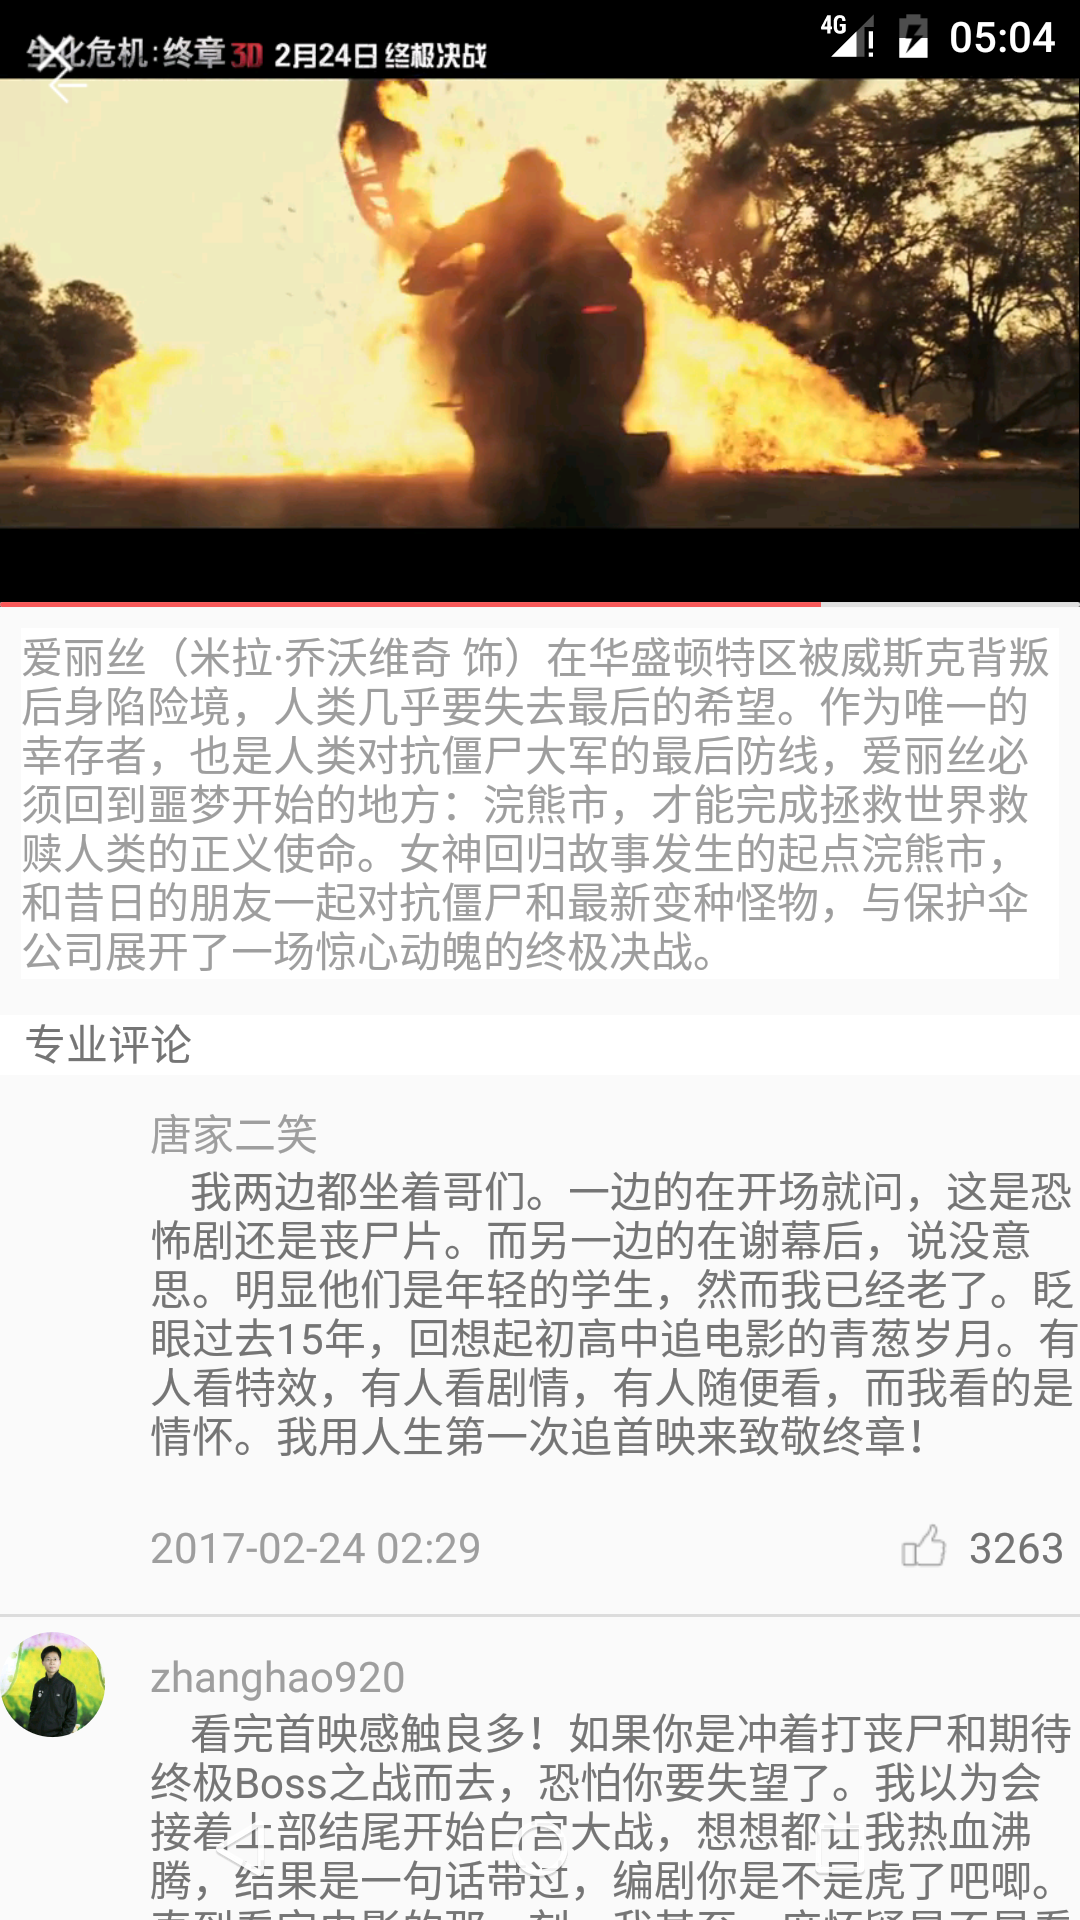 4G
05:04
生化危机:终章3D 2月24日 终极决战
爱丽丝（米拉·乔沃维奇 饰）在华盛顿特区被威斯克背叛
后身陷险境，人类几乎要失去最后的希望。作为唯一的
幸存者，也是人类对抗僵尸大军的最后防线，爱丽丝必
须回到噩梦开始的地方：浣熊市，才能完成拯救世界救
赎人类的正义使命。女神回归故事发生的起点浣熊市，
和昔日的朋友一起对抗僵尸和最新变种怪物，与保护伞
公司展开了一场惊心动魄的终极决战。
专业评论
唐家二笑
我两边都坐着哥们。一边的在开场就问，这是恐
怖剧还是丧尸片。而另一边的在谢幕后，说没意
思。明显他们是年轻的学生，然而我已经老了。眨
眼过去15年，回想起初高中追电影的青葱岁月。有
人看特效，有人看剧情，有人随便看，而我看的是
情怀。我用人生第一次追首映来致敬终章！
2017-02-24 02:29
3263
zhanghao920
看完首映感触良多！如果你是冲着打丧尸和期待
终极Boss之战而去，恐怕你要失望了。我以为会
接着上部结尾开始白宫大战，想想都让我热血沸
腾，结果是一句话带过，编剧你是不是虎了吧唧。